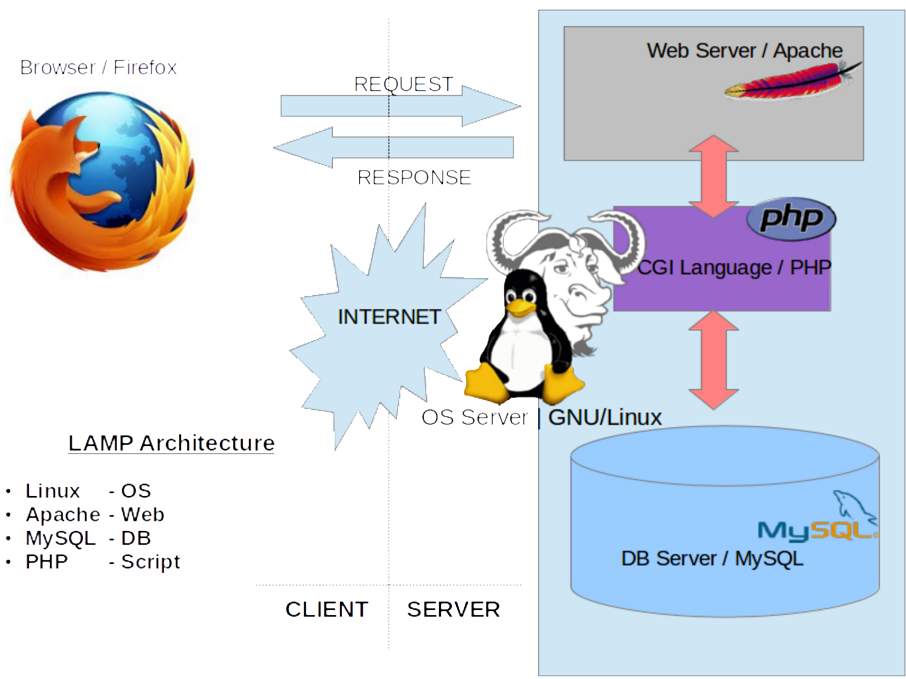 Browser / Firefox
REQUEST
RESPONSE
Web Server / Apache
php
CGI Language / PHP
INTERNET
OS Server | GNU/Linux
MySQL
DB Server / MySQL
LAMP Architecture
• Linux - OS
• Apache - Web
• MySQL - DB
• PHP - Script
CLIENT
SERVER